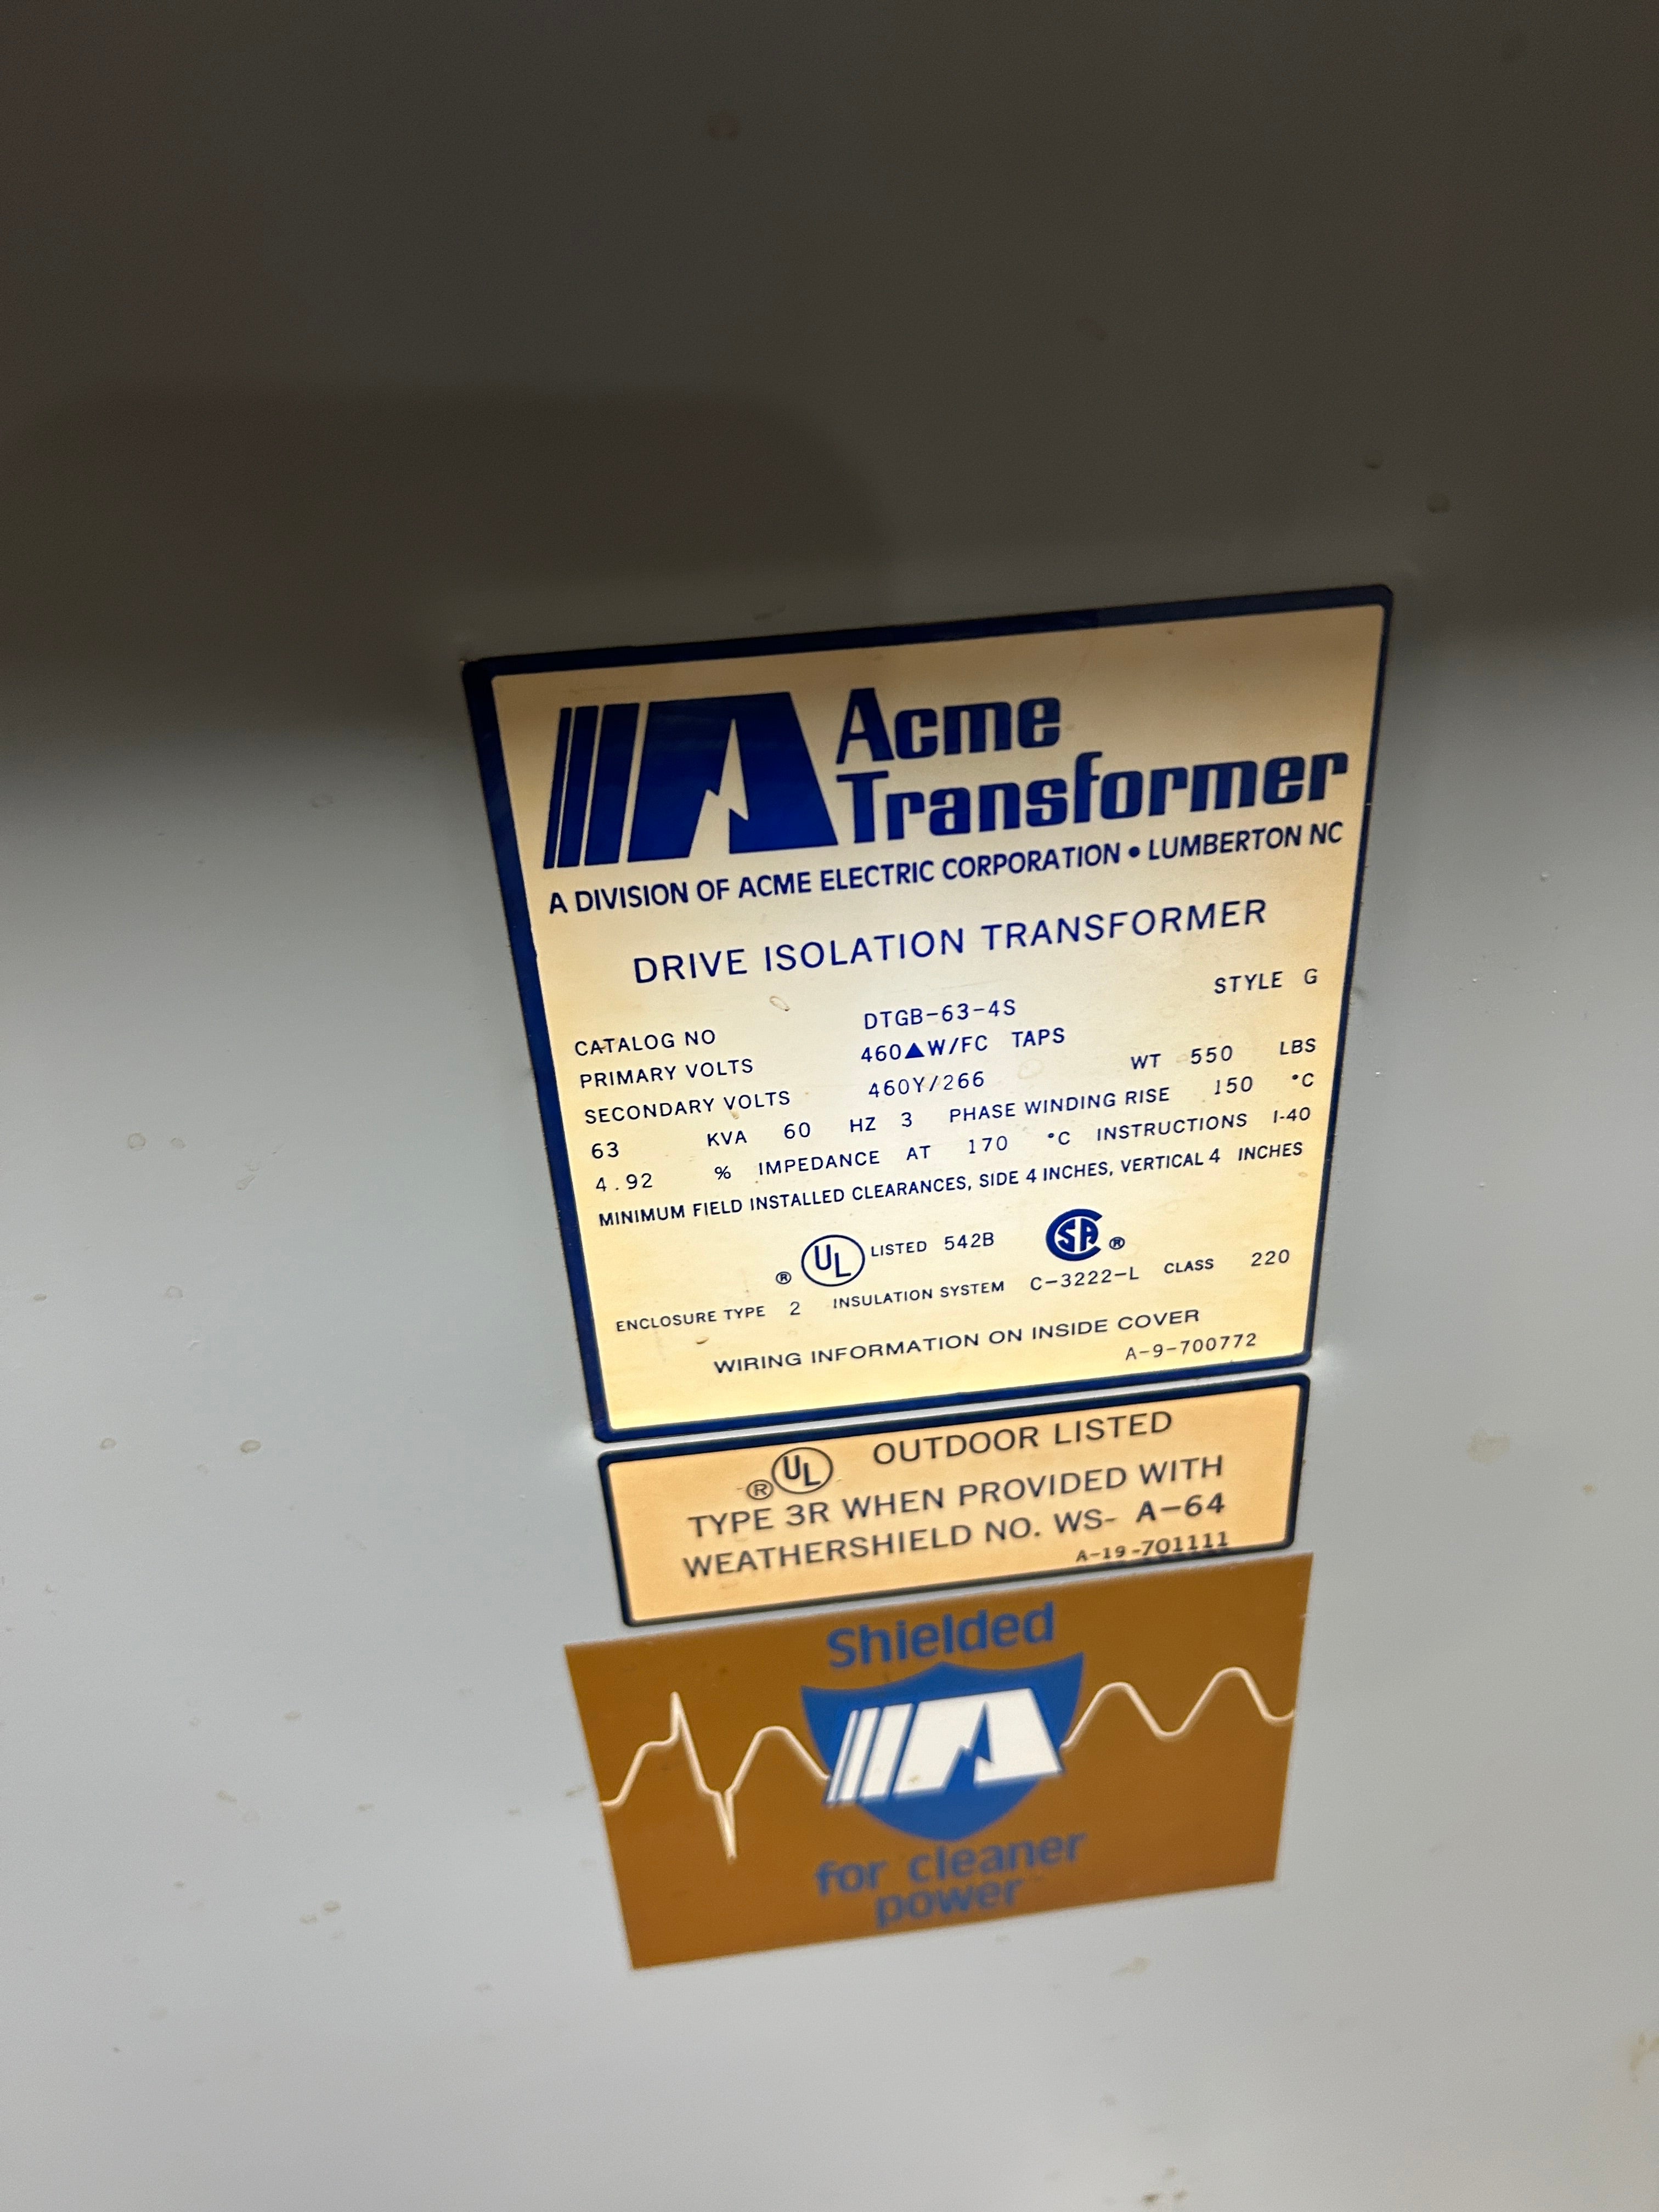 Acme
Transformer
A DIVISION OF ACME ELECTRIC CORPORATION • LUMBERTON NC
DRIVE ISOLATION TRANSFORMER
STYLE G
CATALOG NO DTGB-63-4S
PRIMARY VOLTS 460▲W/FC TAPS
SECONDARY VOLTS 460Y/266 WT 550 LBS
63 KVA 60 HZ 3 PHASE WINDING RISE 150 °C
4.92 % IMPEDANCE AT 170 °C INSTRUCTIONS I-40
MINIMUM FIELD INSTALLED CLEARANCES, SIDE 4 INCHES, VERTICAL 4 INCHES
® UL LISTED 542B SA ®
ENCLOSURE TYPE 2 INSULATION SYSTEM C-3222-L CLASS 220
WIRING INFORMATION ON INSIDE COVER
A-9-700772
® UL OUTDOOR LISTED
TYPE 3R WHEN PROVIDED WITH
WEATHERSHIELD NO. WS- A-64
A-19-701111
Shielded
for cleaner
power